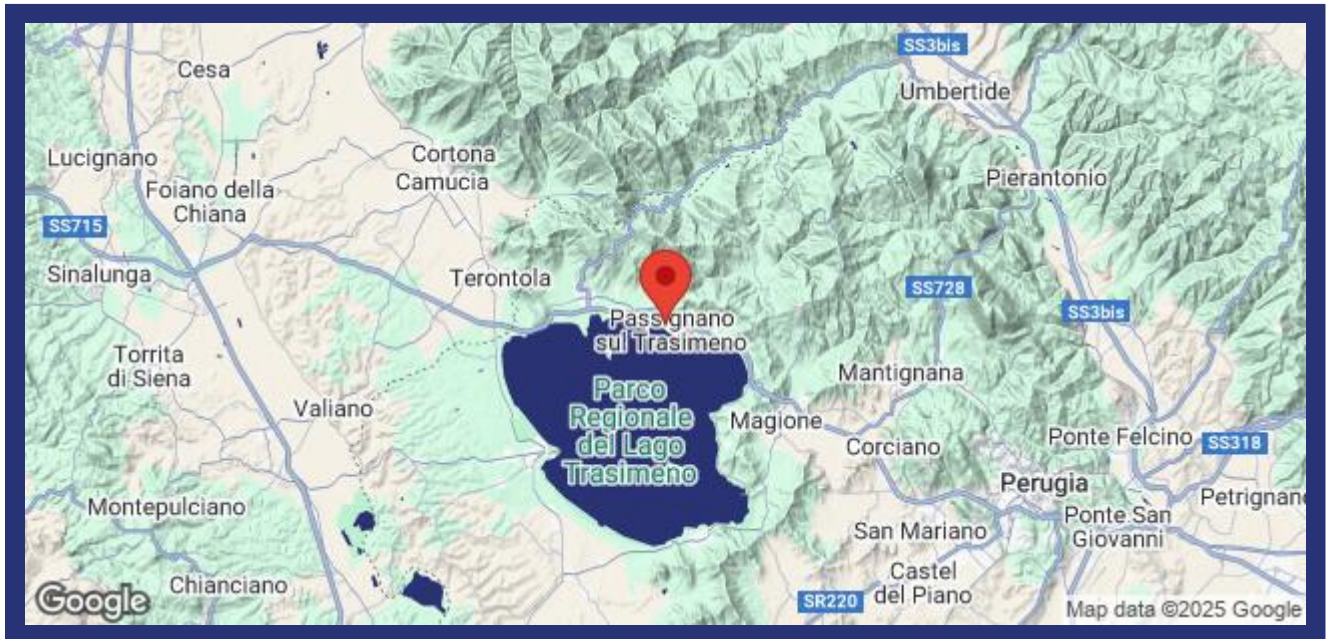 SS3bis
Cesa
Umbertide
Lucignano
Cortona
Camucia
Pierantonio
Foiano della
Chiana
SS715
Sinalunga
Terontola
SS728
SS3bis
Passignano
sul Trasimeno
Torrita
di Siena
Mantignana
Parco
Regionale
del Lago
Trasimeno
Valiano
Magione
Corciano
Ponte Felcino
SS318
Perugia
Petrignano
Montepulciano
San Mariano
Ponte San
Giovanni
Chianciano
Castel
del Piano
SR220
Google
Map data ©2025 Google